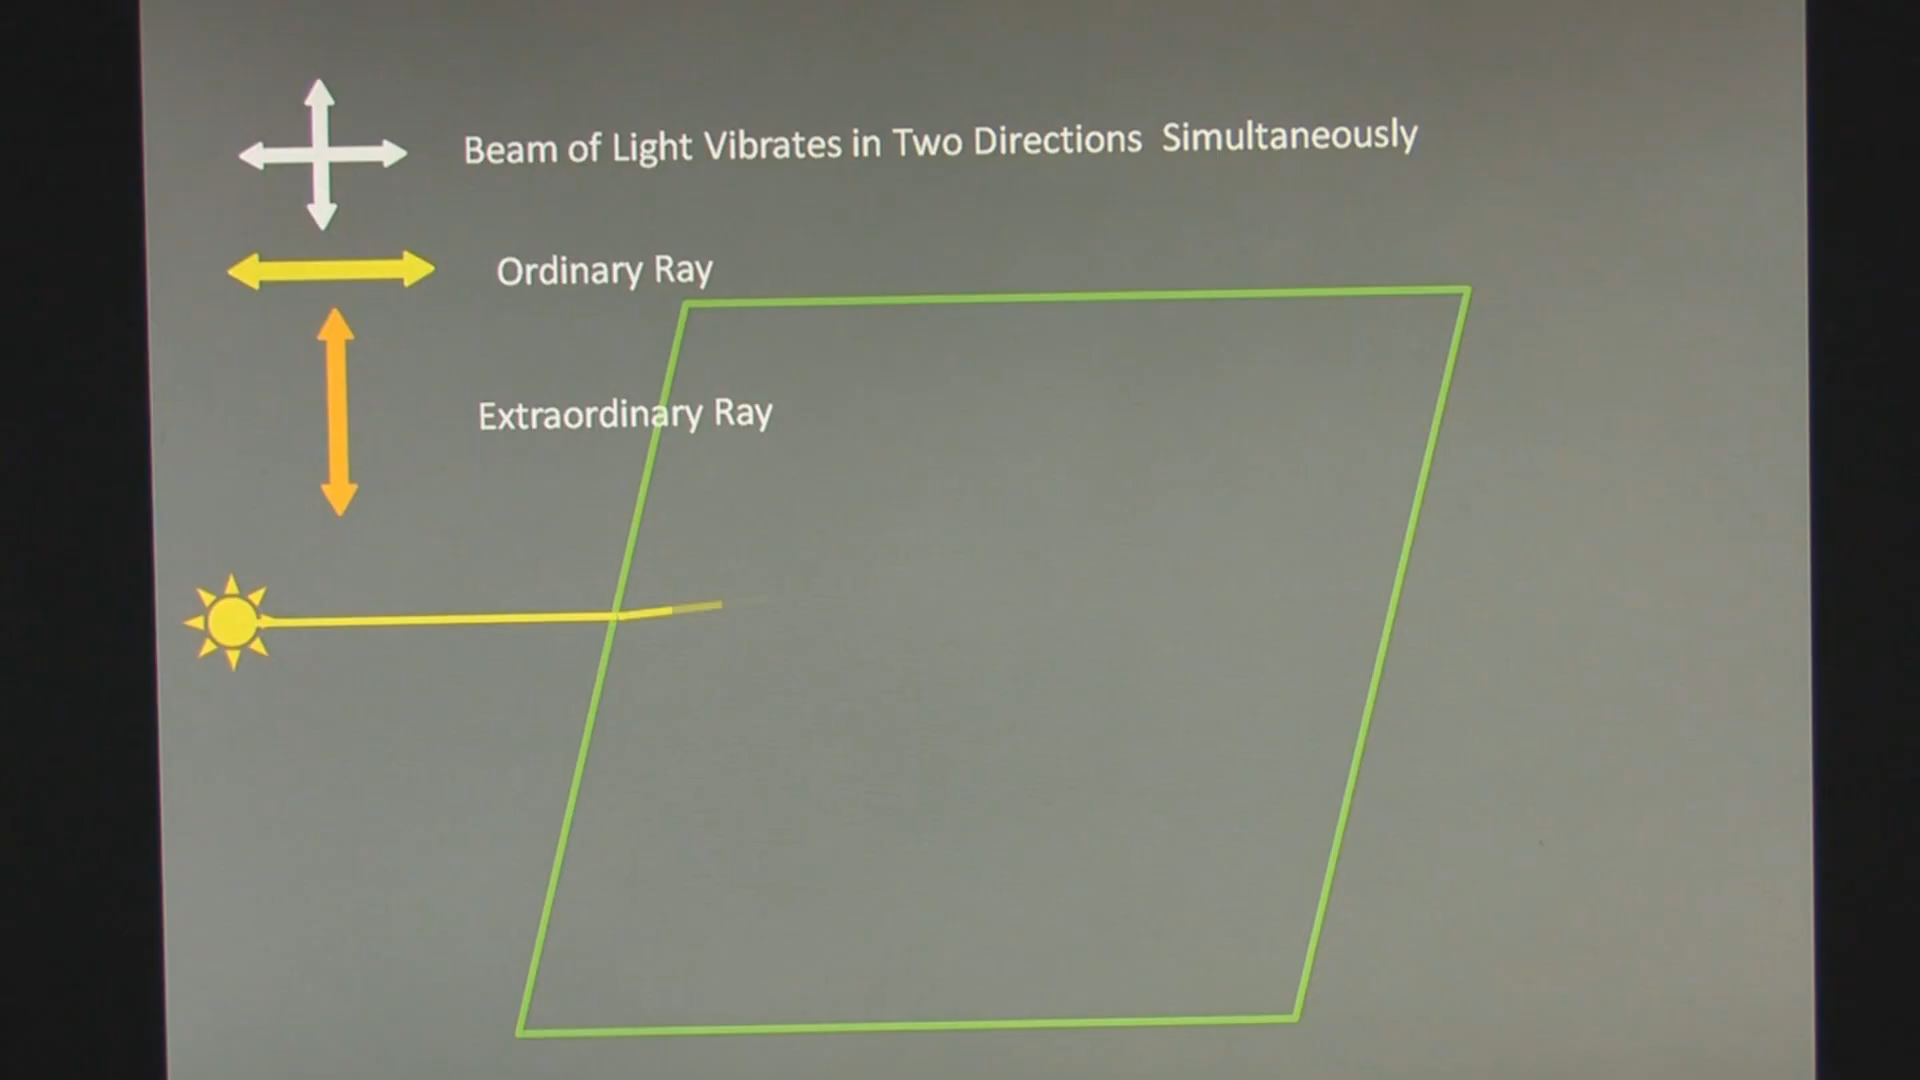 Beam of Light Vibrates in Two Directions Simultaneously
Ordinary Ray
Extraordinary Ray